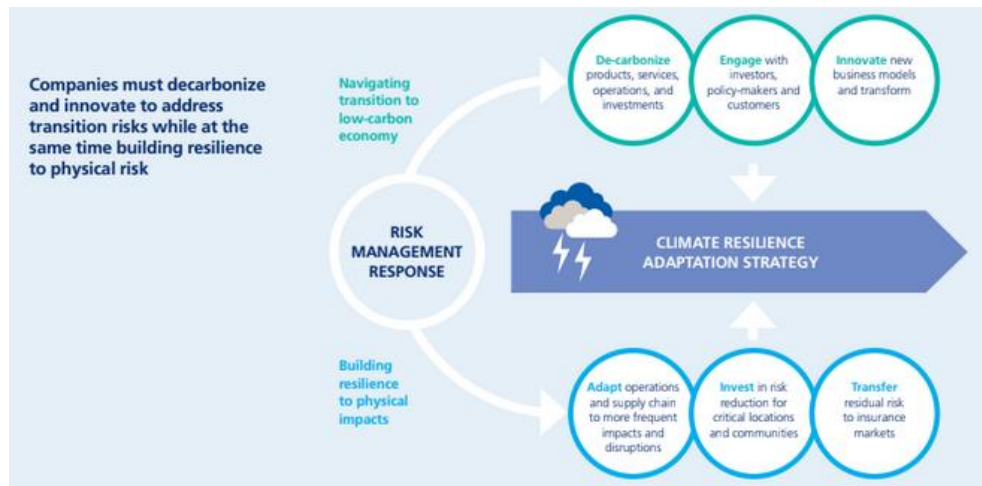 Companies must decarbonize
and innovate to address
transition risks while at the
same time building resilience
to physical risk
Navigating
transition to
low-carbon
economy
De-carbonize
products, services,
operations, and
investments
Engage with
investors,
policy-makers and
customers
Innovate new
business models
and transform
RISK
MANAGEMENT
RESPONSE
CLIMATE RESILIENCE
ADAPTATION STRATEGY
Building
resilience
to physical
impacts
Adapt operations
and supply chain
to more frequent
impacts and
disruptions
Invest in risk
reduction for
critical locations
and communities
Transfer
residual risk
to insurance
markets